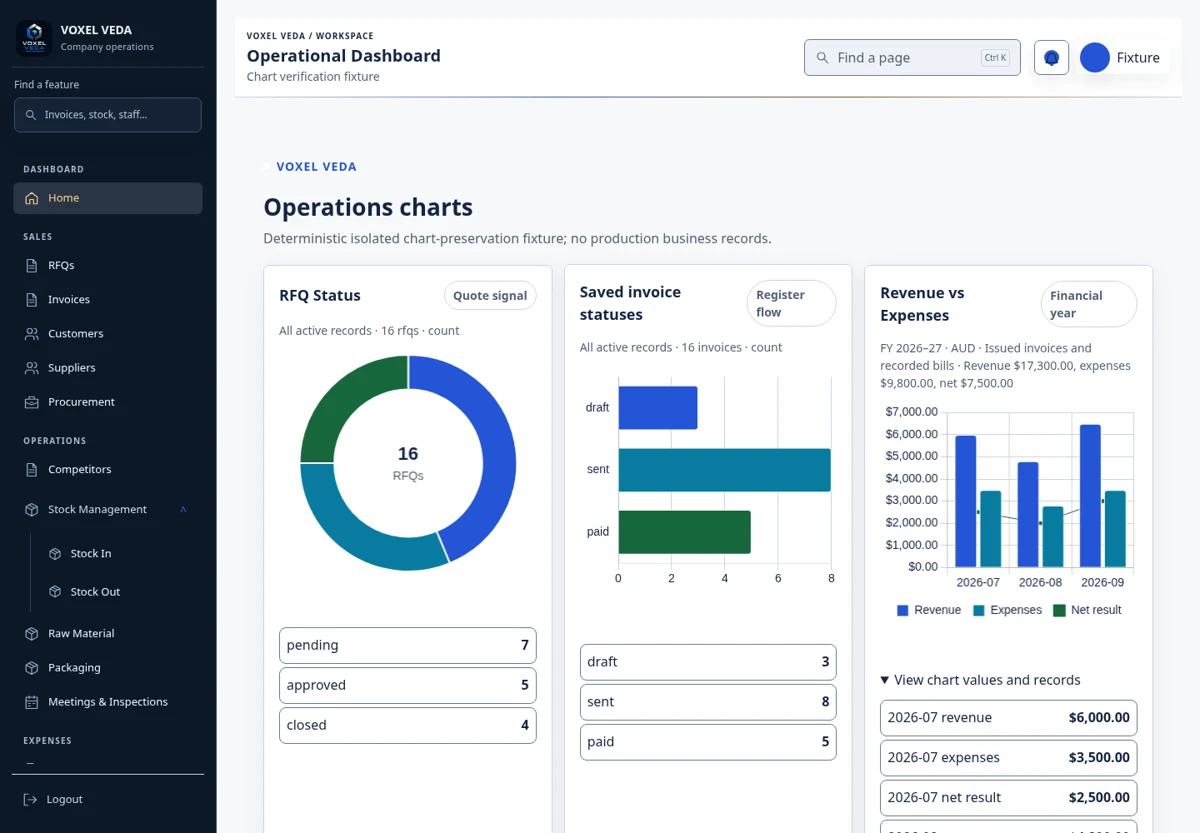 VOXEL VEDA
Company operations
Find a feature
Invoices, stock, staff...
DASHBOARD
Home
SALES
RFQs
Invoices
Customers
Suppliers
Procurement
OPERATIONS
Competitors
Stock Management
Stock In
Stock Out
Raw Material
Packaging
Meetings & Inspections
EXPENSES
Logout
VOXEL VEDA / WORKSPACE
Operational Dashboard
Chart verification fixture
Find a page
Ctrl K
Fixture
VOXEL VEDA
Operations charts
Deterministic isolated chart-preservation fixture; no production business records.
RFQ Status
Quote signal
All active records · 16 rfqs · count
16
RFQs
pending 7
approved 5
closed 4
Saved invoice
statuses
Register
flow
All active records · 16 invoices · count
draft
sent
paid
0 2 4 6 8
draft 3
sent 8
paid 5
Revenue vs
Expenses
Financial
year
FY 2026–27 · AUD · Issued invoices and
recorded bills · Revenue $17,300.00, expenses
$9,800.00, net $7,500.00
$7,000.00
$6,000.00
$5,000.00
$4,000.00
$3,000.00
$2,000.00
$1,000.00
$0.00
2026-07 2026-08 2026-09
Revenue Expenses Net result
View chart values and records
2026-07 revenue $6,000.00
2026-07 expenses $3,500.00
2026-07 net result $2,500.00